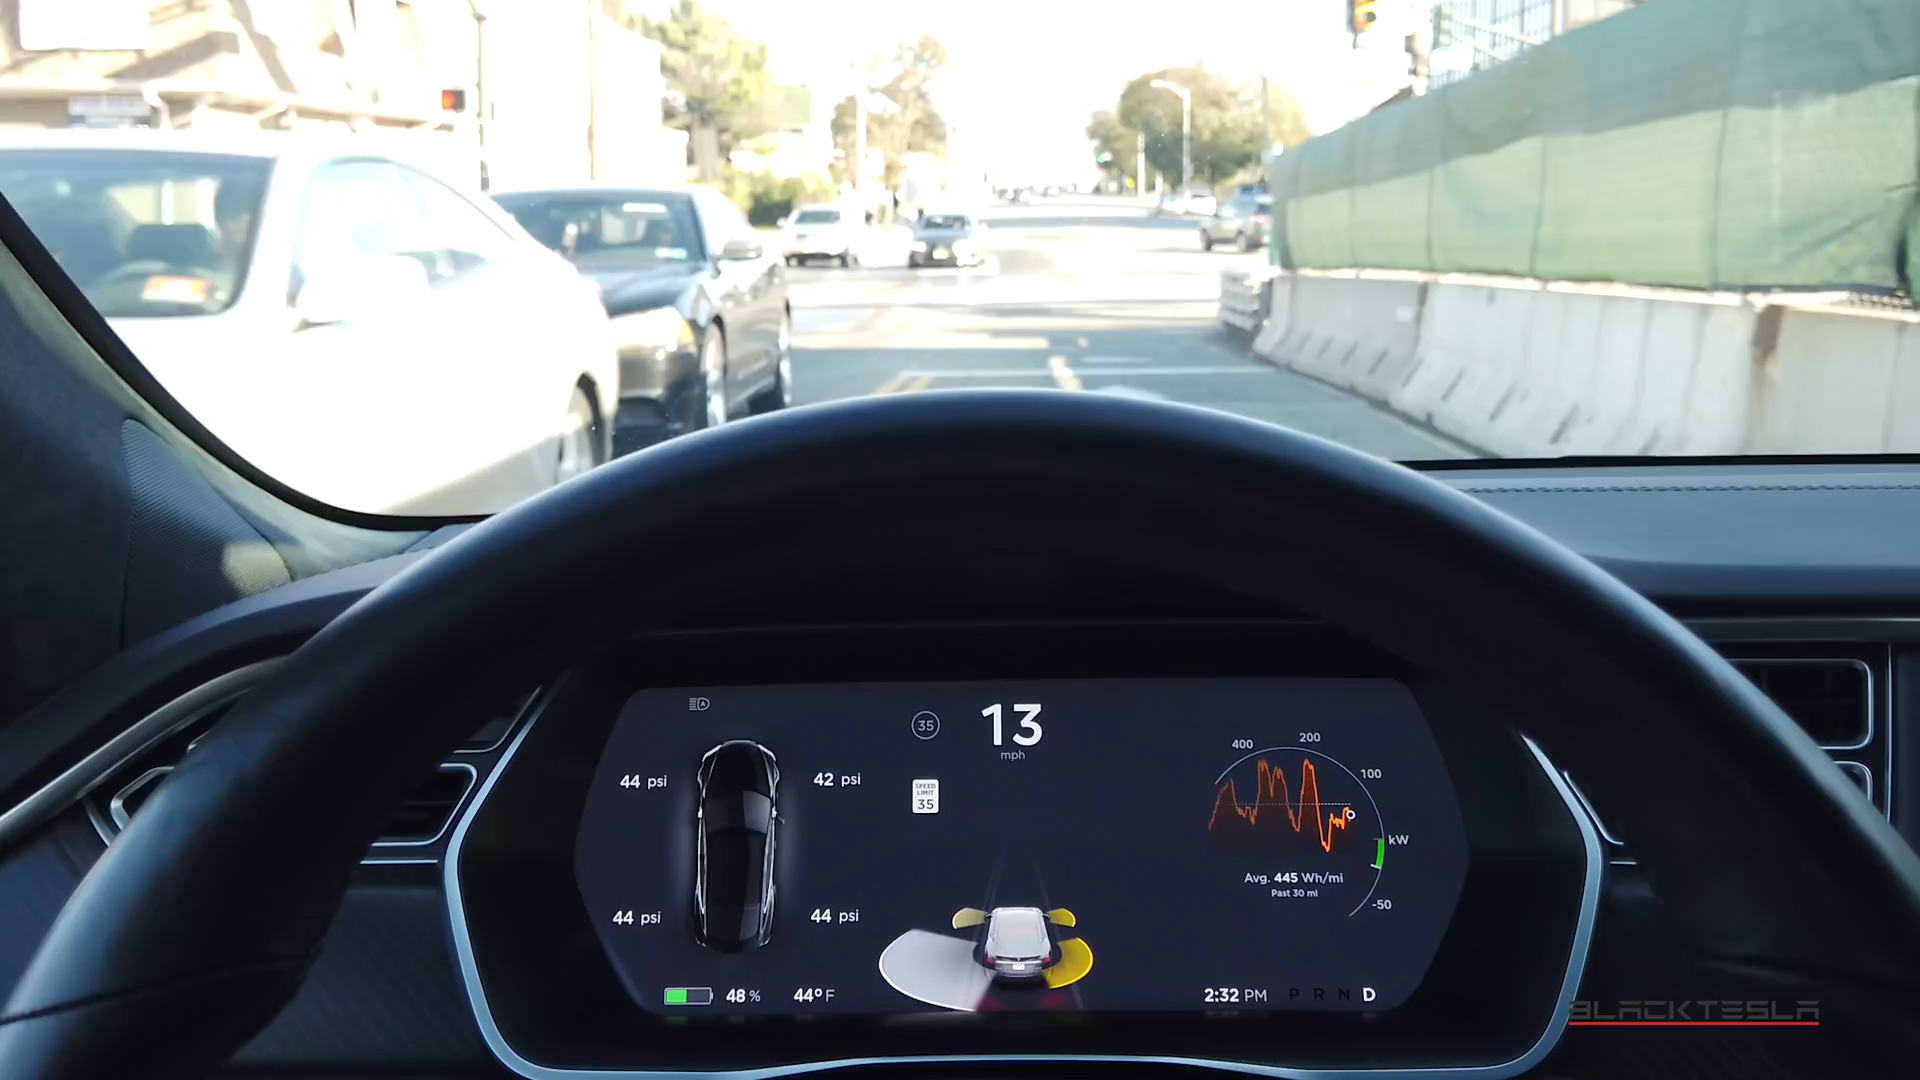 35
13
mph
400
200
100
kW
-50
44 psi
42 psi
SPEED
LIMIT
35
Avg. 445 Wh/mi
Past 30 mi
44 psi
44 psi
48 %
44° F
2:32 PM
P R N D
BLACKTESLA